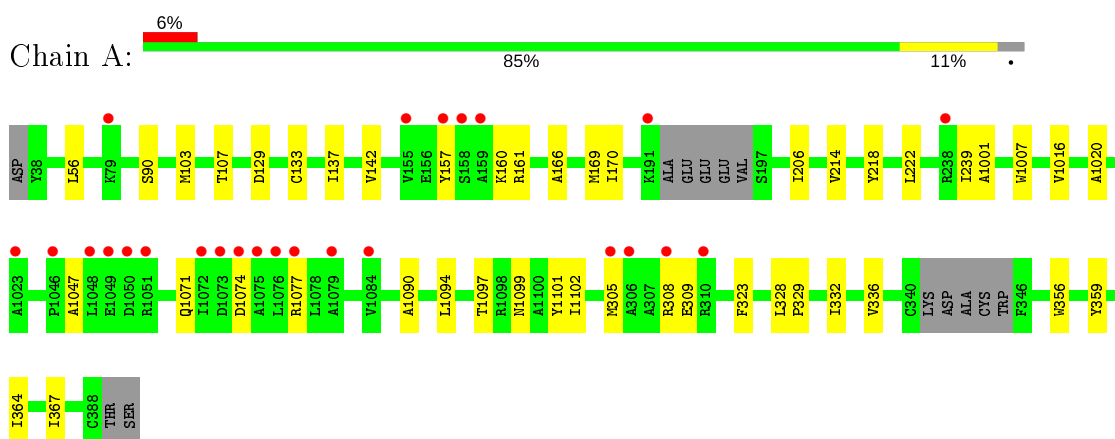 6%
Chain A:
85% 11% •
ASP Y38 L56 K79 S90 M103 T107 D129 C133 I137 V142 V155 E156 Y157 S158 A159 K160 R161 A166 M169 I170 K191 ALA GLU GLU GLU VAL S197 I206 V214 Y218 L222 R238 I239 A1001 W1007 V1016 A1020
A1023 P1046 A1047 L1048 E1049 D1050 R1051 Q1071 I1072 D1073 D1074 A1075 L1076 R1077 L1078 A1079 V1084 A1090 L1094 T1097 R1098 N1099 A1100 Y1101 I1102 M305 A306 A307 R308 E309 R310 F323 L328 P329 I332 V336 C340 LYS ASP ALA CYS TRP F346 W356 Y359
I364 I367 C388 THR SER